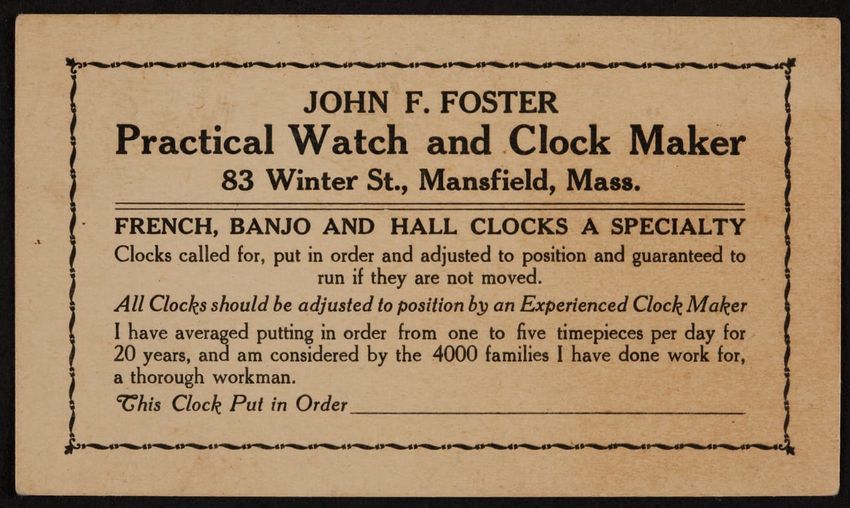 JOHN F. FOSTER
Practical Watch and Clock Maker
83 Winter St., Mansfield, Mass.
FRENCH, BANJO AND HALL CLOCKS A SPECIALTY
Clocks called for, put in order and adjusted to position and guaranteed to
run if they are not moved.
All Clocks should be adjusted to position by an Experienced Clock Maker
I have averaged putting in order from one to five timepieces per day for
20 years, and am considered by the 4000 families I have done work for,
a thorough workman.
This Clock Put in Order